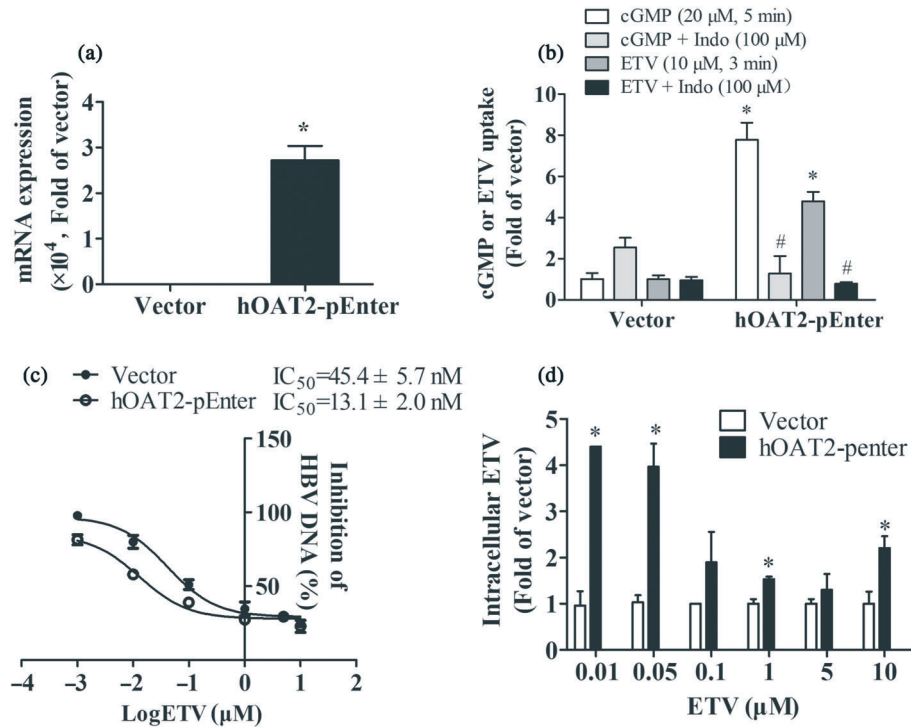 (a)
mRNA expression
(×10⁴, Fold of vector)
4
3
2
1
0
*
Vector
hOAT2-pEnter
(b)
cGMP (20 μM, 5 min)
cGMP + Indo (100 μM)
ETV (10 μM, 3 min)
ETV + Indo (100 μM)
cGMP or ETV uptake
(Fold of vector)
10
8
6
4
2
0
*
#
*
#
Vector
hOAT2-pEnter
(c)
Vector IC₅₀=45.4 ± 5.7 nM
hOAT2-pEnter IC₅₀=13.1 ± 2.0 nM
150
100
50
Inhibition of
HBV DNA (%)
−4 −3 −2 −1 0 1 2
LogETV (μM)
(d)
Vector
hOAT2-penter
Intracellular ETV
(Fold of vector)
5
4
3
2
1
0
* * * *
0.01 0.05 0.1 1 5 10
ETV (μM)